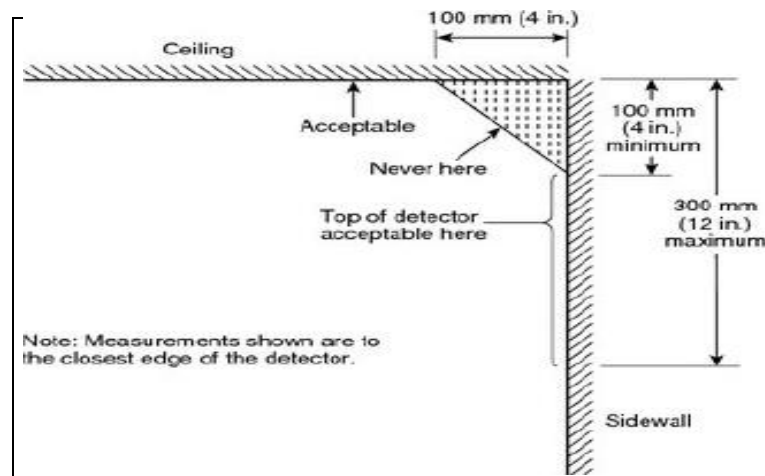 100 mm (4 in.)
Ceiling
Acceptable
100 mm
(4 in.)
minimum
Never here
300 mm
(12 in.)
maximum
Top of detector
acceptable here
Note: Measurements shown are to
the closest edge of the detector.
Sidewall